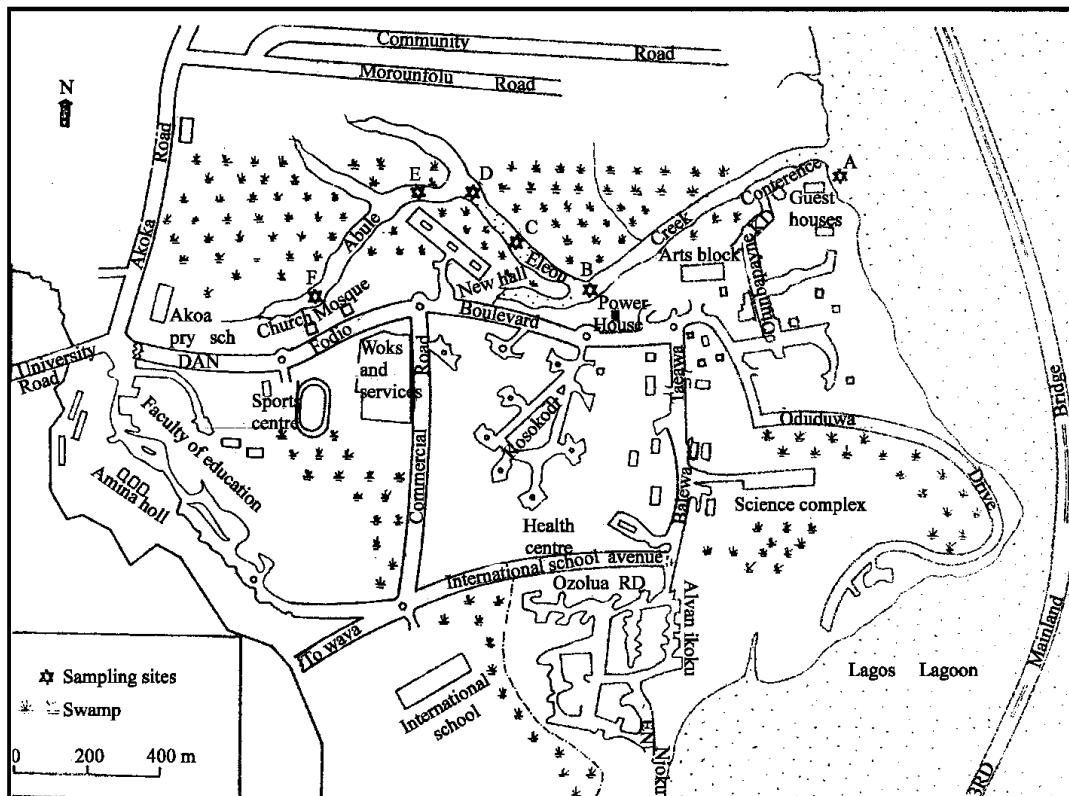 Community Road
Morounfolu Road
N
Akoka Road
A
Conference
Guest
houses
E
D
Abule
C
Eleon
Creek
Arts block
KD
B
New hall
F
Church Mosque
Power
House
Akoa
pry sch
Boulevard
Fodio
DAN
University
Road
Woks
and
services
Road
Commercial
Sports
centre
Faculty of education
Amina holl
Oduduwa
Drive
Bridge
Mainland
3RD
Balewa
Science complex
Health
centre
International school avenue
Ozolua RD
Alvan ikoku
To wava
International
school
Lagos Lagoon
Njoku
Sampling sites
Swamp
0 200 400 m